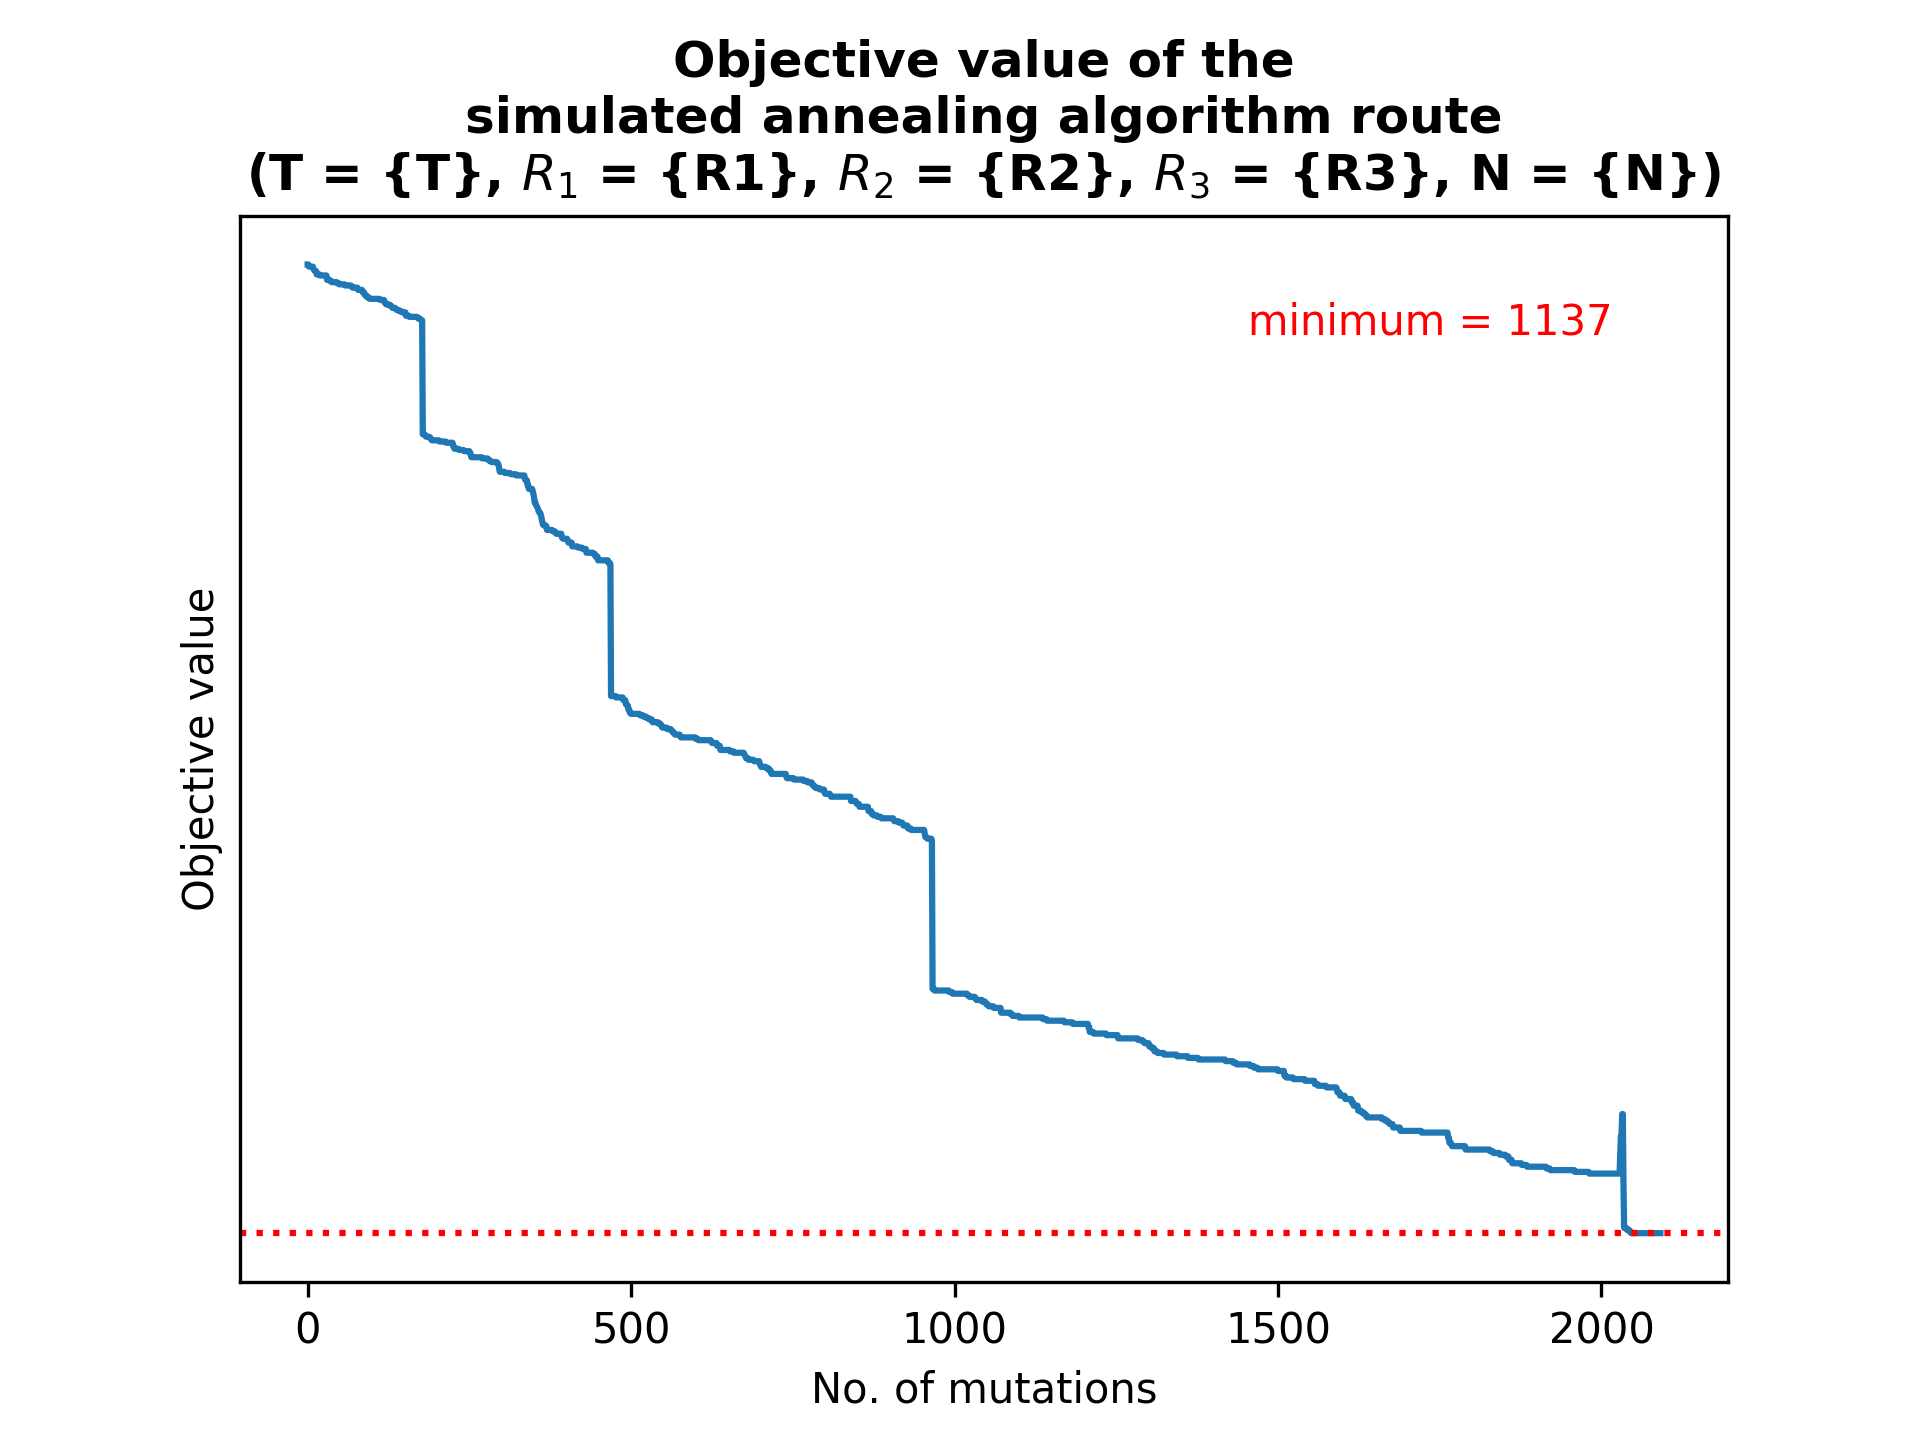 Objective value of the
simulated annealing algorithm route
(T = {T}, R₁ = {R1}, R₂ = {R2}, R₃ = {R3}, N = {N})
minimum = 1137
Objective value
0 500 1000 1500 2000
No. of mutations